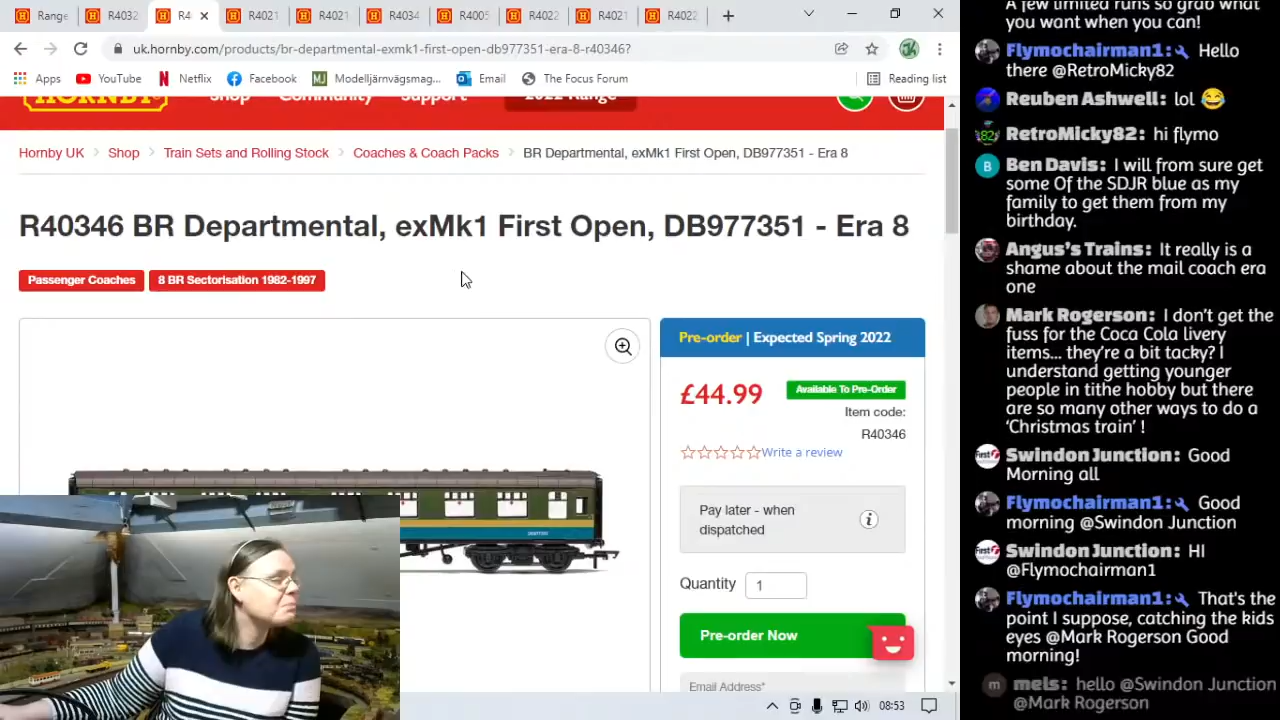 Range
R4032
R4
R4021
R4021
R4034
R4005
R4022
R4021
R4022
uk.hornby.com/products/br-departmental-exmk1-first-open-db977351-era-8-r40346?
Apps
YouTube
Netflix
Facebook
Modelljärnvägsmag...
Email
The Focus Forum
Reading list
HORNBY
Shop
Community
Support
2022 Range
Hornby UK > Shop > Train Sets and Rolling Stock > Coaches & Coach Packs > BR Departmental, exMk1 First Open, DB977351 - Era 8
R40346 BR Departmental, exMk1 First Open, DB977351 - Era 8
Passenger Coaches
8 BR Sectorisation 1982-1997
Pre-order | Expected Spring 2022
£44.99
Available To Pre-Order
Item code:
R40346
Write a review
Pay later - when
dispatched
Quantity
1
Pre-order Now
Email Address*
08:53
A few limited runs so grab what
you want when you can!
Flymochairman1: Hello
there @RetroMicky82
Reuben Ashwell: lol 😂
RetroMicky82: hi flymo
Ben Davis: I will from sure get
some Of the SDJR blue as my
family to get them from my
birthday.
Angus's Trains: It really is a
shame about the mail coach era
one
Mark Rogerson: I don't get the
fuss for the Coca Cola livery
items... they're a bit tacky? I
understand getting younger
people in tithe hobby but there
are so many other ways to do a
'Christmas train' !
Swindon Junction: Good
Morning all
Flymochairman1: Good
morning @Swindon Junction
Swindon Junction: HI
@Flymochairman1
Flymochairman1: That's the
point I suppose, catching the kids
eyes @Mark Rogerson Good
morning!
mels: hello @Swindon Junction
@Mark Rogerson